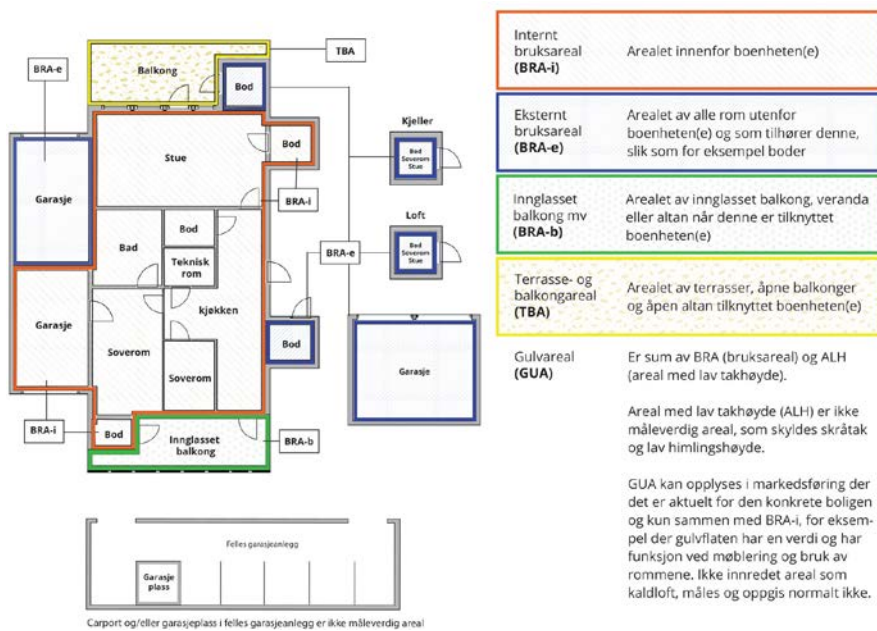 TBA
BRA-e
Balkong
Bod
Kjeller
Bod
Soverom
Stue
Bod
Stue
BRA-i
Garasje
Loft
Bod
Soverom
Stue
Bod
Bad
BRA-e
Teknisk
rom
kjøkken
Garasje
Soverom
Bod
Soverom
Garasje
BRA-i
Bod
Innglasset
balkong
BRA-b
Felles garasjeanlegg
Garasje
plass
Carport og/eller garasjeplass i felles garasjeanlegg er ikke måleverdig areal
Internt
bruksareal
(BRA-i)
Arealet innenfor boenheten(e)
Eksternt
bruksareal
(BRA-e)
Arealet av alle rom utenfor
boenheten(e) og som tilhører denne,
slik som for eksempel boder
Innglasset
balkong mv
(BRA-b)
Arealet av innglasset balkong, veranda
eller altan når denne er tilknyttet
boenheten(e)
Terrasse- og
balkongareal
(TBA)
Arealet av terrasser, åpne balkonger
og åpen altan tilknyttet boenheten(e)
Gulvareal
(GUA)
Er sum av BRA (bruksareal) og ALH
(areal med lav takhøyde).
Areal med lav takhøyde (ALH) er ikke
måleverdig areal, som skyldes skråtak
og lav himlingshøyde.
GUA kan opplyses i markedsføring der
det er aktuelt for den konkrete boligen
og kun sammen med BRA-i, for eksem-
pel der gulvflaten har en verdi og har
funksjon ved møblering og bruk av
rommene. Ikke innredet areal som
kaldloft, måles og oppgis normalt ikke.